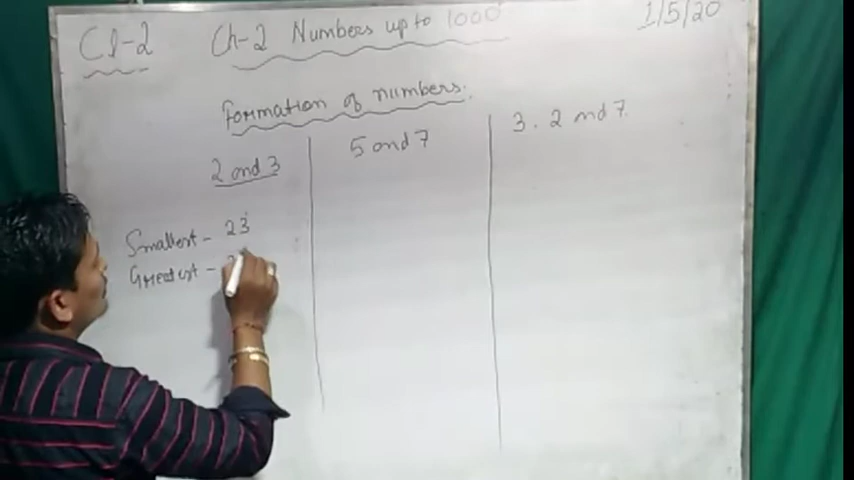 Cl-2 Ch-2 Numbers up to 1000 1/5/20
Formation of numbers.
2 and 3 5 and 7 3. 2 and 7.
Smallest - 23
Greatest -